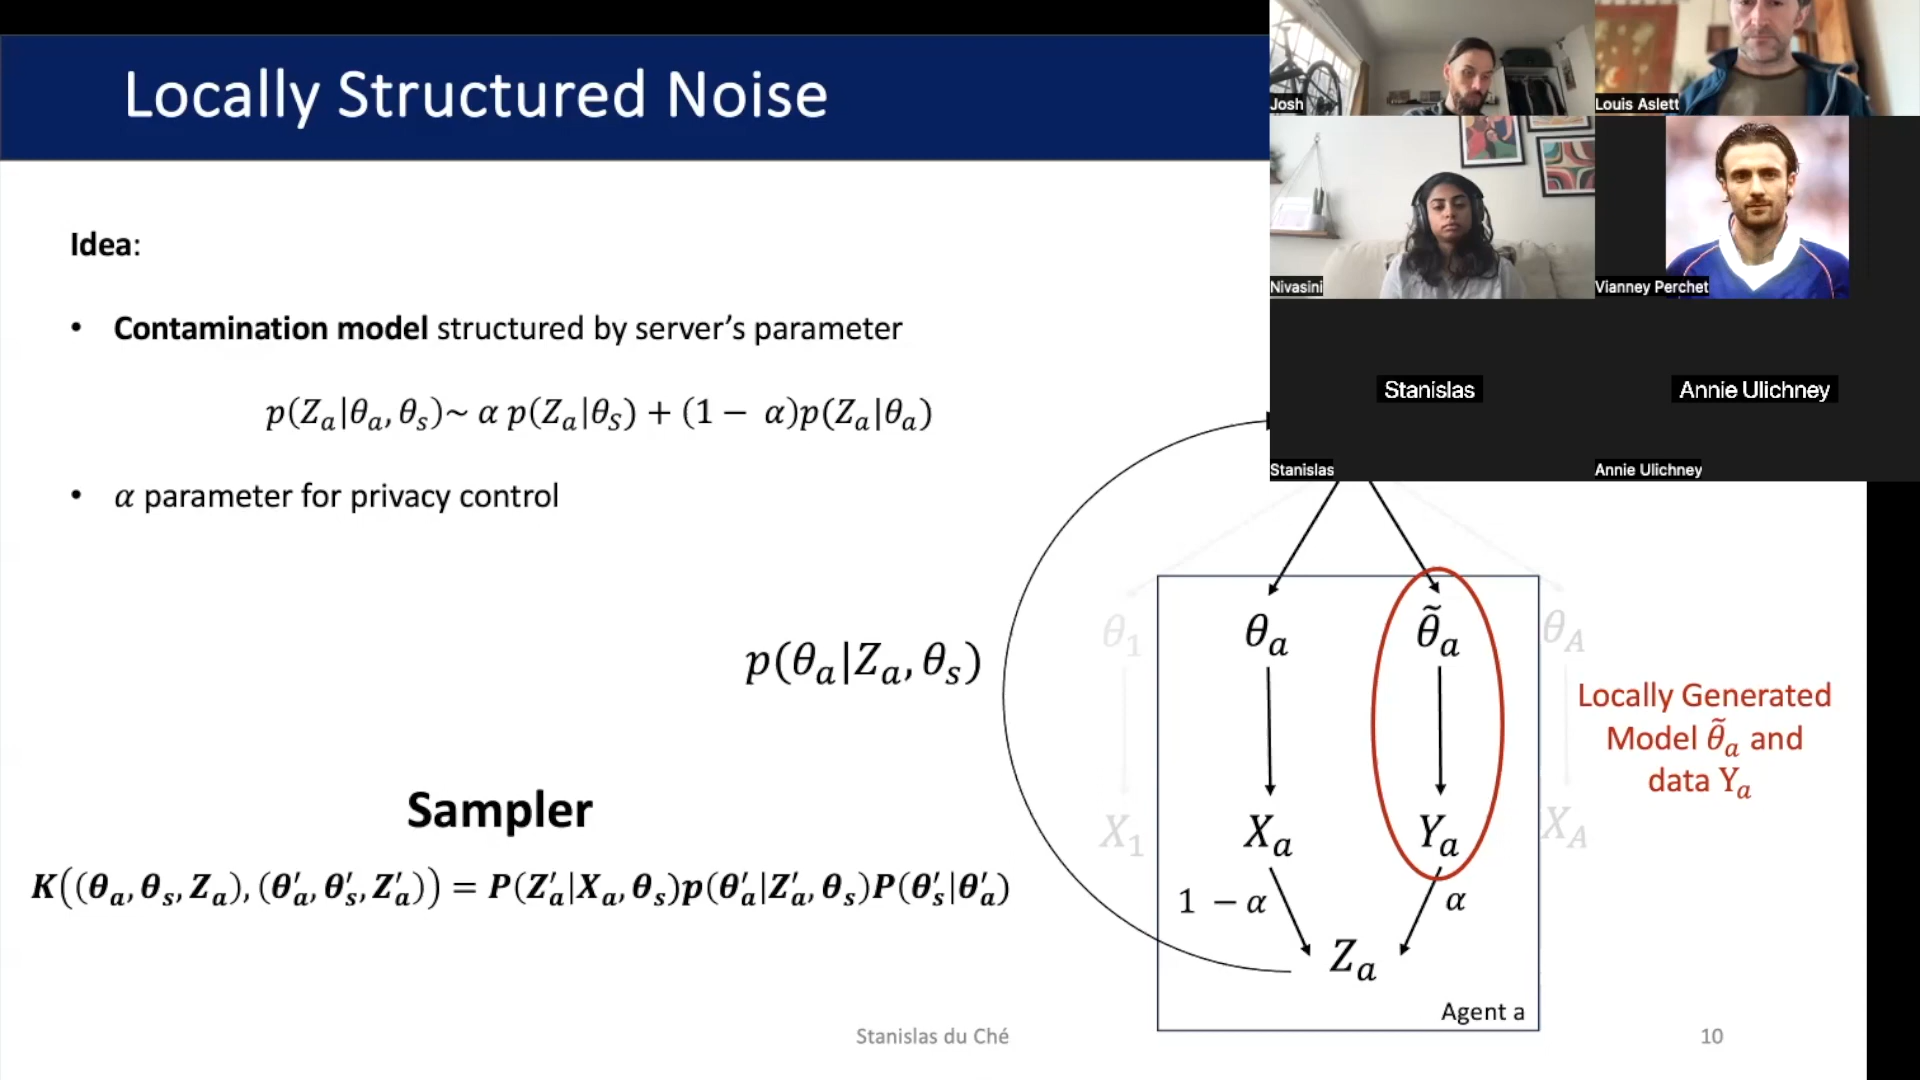 Locally Structured Noise
Idea:
• Contamination model structured by server's parameter
p(Z_a|θ_a, θ_s)~ α p(Z_a|θ_S) + (1 − α)p(Z_a|θ_a)
• α parameter for privacy control
p(θ_a|Z_a, θ_s)
Sampler
K((θ_a, θ_s, Z_a), (θ′_a, θ′_s, Z′_a)) = P(Z′_a|X_a, θ_s)p(θ′_a|Z′_a, θ_s)P(θ′_s|θ′_a)
θ_1
θ_a
θ̃_a
θ_A
X_1
X_a
Y_a
X_A
1 − α
α
Z_a
Agent a
Locally Generated
Model θ̃_a and
data Y_a
Stanislas du Ché
10
Josh
Louis Aslett
Nivasini
Vianney Perchet
Stanislas
Annie Ulichney
Stanislas
Annie Ulichney